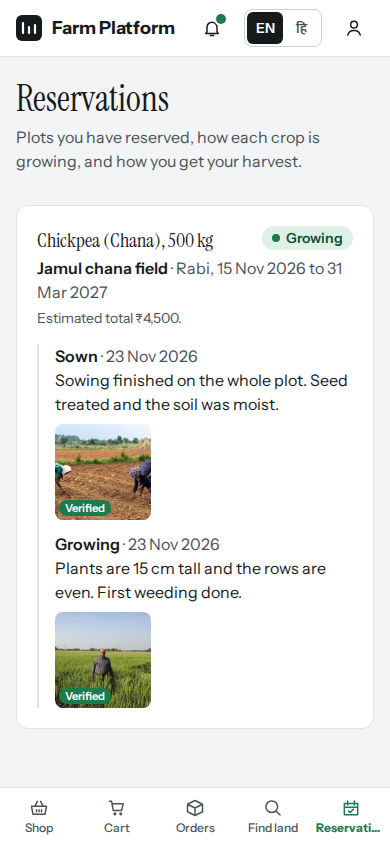 Farm Platform
EN हि
Reservations
Plots you have reserved, how each crop is
growing, and how you get your harvest.
Chickpea (Chana), 500 kg
Growing
Jamul chana field · Rabi, 15 Nov 2026 to 31
Mar 2027
Estimated total ₹4,500.
Sown · 23 Nov 2026
Sowing finished on the whole plot. Seed
treated and the soil was moist.
Verified
Growing · 23 Nov 2026
Plants are 15 cm tall and the rows are
even. First weeding done.
Verified
Shop Cart Orders Find land Reservati...